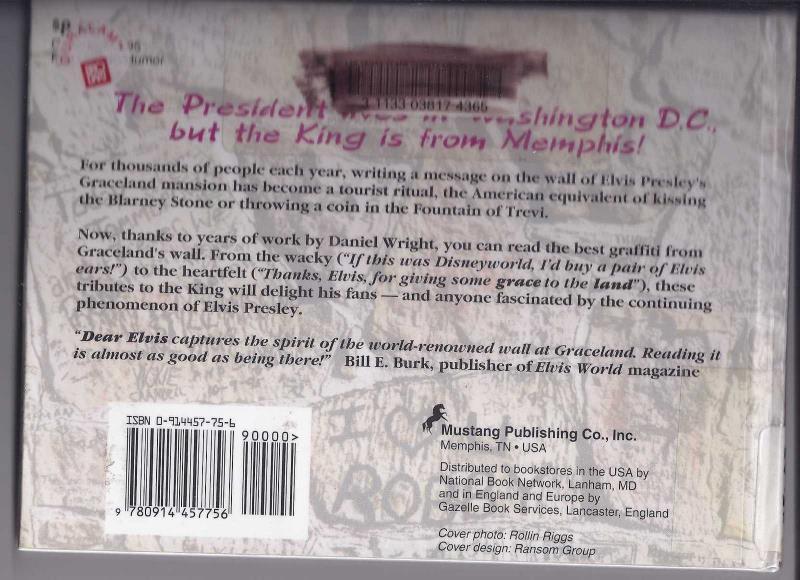 95
Humor
3 1133 03817 4365
The President lives in Washington D.C.,
but the King is from Memphis!
For thousands of people each year, writing a message on the wall of Elvis Presley's
Graceland mansion has become a tourist ritual, the American equivalent of kissing
the Blarney Stone or throwing a coin in the Fountain of Trevi.
Now, thanks to years of work by Daniel Wright, you can read the best graffiti from
Graceland's wall. From the wacky ("If this was Disneyworld, I'd buy a pair of Elvis
ears!") to the heartfelt ("Thanks, Elvis, for giving some grace to the land"), these
tributes to the King will delight his fans — and anyone fascinated by the continuing
phenomenon of Elvis Presley.
"Dear Elvis captures the spirit of the world-renowned wall at Graceland. Reading it
is almost as good as being there!" Bill E. Burk, publisher of Elvis World magazine
ISBN 0-914457-75-6
90000>
9 780914 457756
I
ROB
Mustang Publishing Co., Inc.
Memphis, TN • USA
Distributed to bookstores in the USA by
National Book Network, Lanham, MD
and in England and Europe by
Gazelle Book Services, Lancaster, England
Cover photo: Rollin Riggs
Cover design: Ransom Group